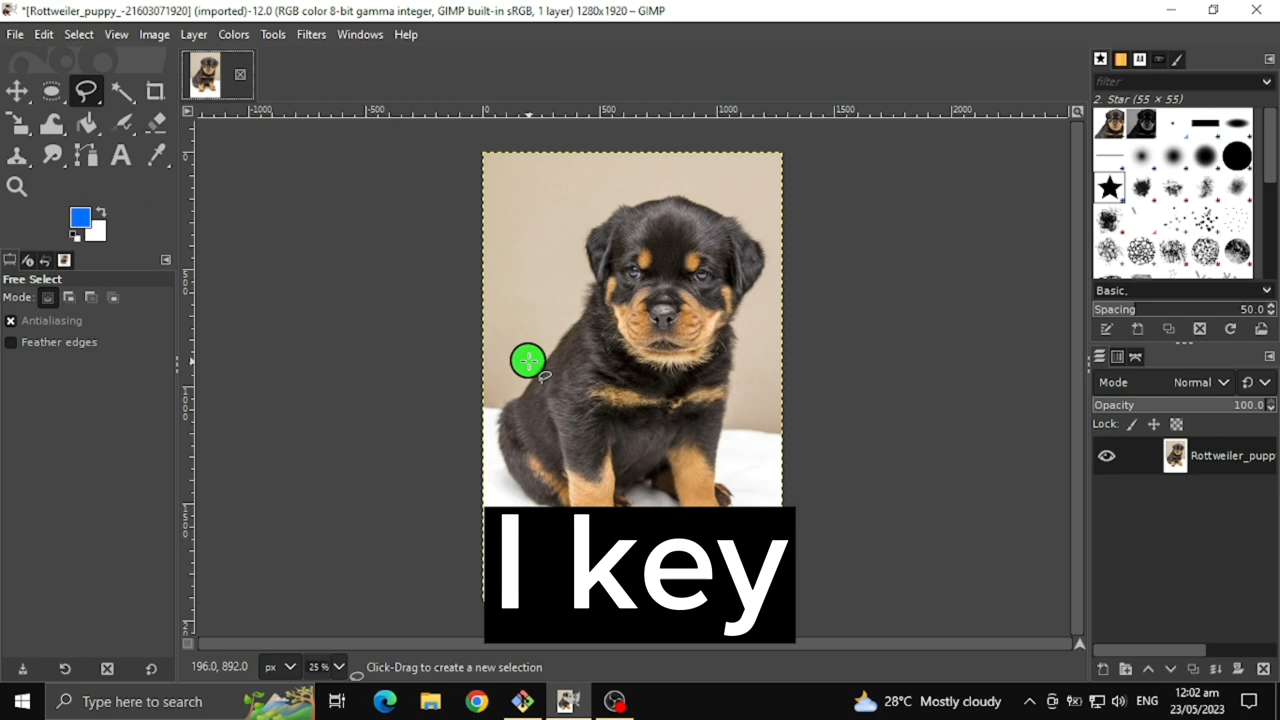 *[Rottweiler_puppy_-21603071920] (imported)-12.0 (RGB color 8-bit gamma integer, GIMP built-in sRGB, 1 layer) 1280x1920 – GIMP
File Edit Select View Image Layer Colors Tools Filters Windows Help
-1000 -500 0 500 1000 1500 2000
filter
2. Star (55 × 55)
Free Select
Mode:
Antialiasing
Feather edges
Basic,
Spacing 50.0
Mode Normal
Opacity 100.0
Lock:
Rottweiler_pupp
I key
196.0, 892.0 px 25 % Click-Drag to create a new selection
Type here to search
28°C Mostly cloudy
ENG
12:02 am
23/05/2023